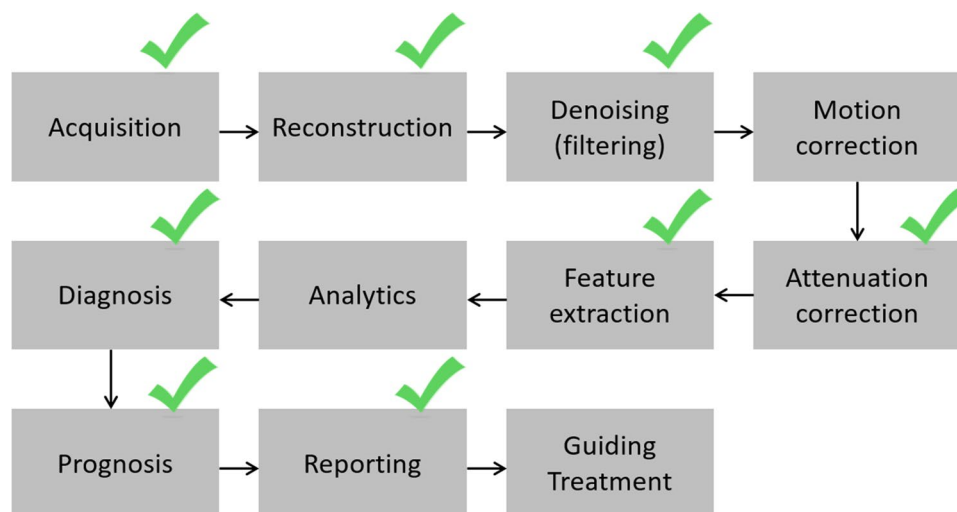 Acquisition
Reconstruction
Denoising
(filtering)
Motion
correction
Attenuation
correction
Feature
extraction
Analytics
Diagnosis
Prognosis
Reporting
Guiding
Treatment